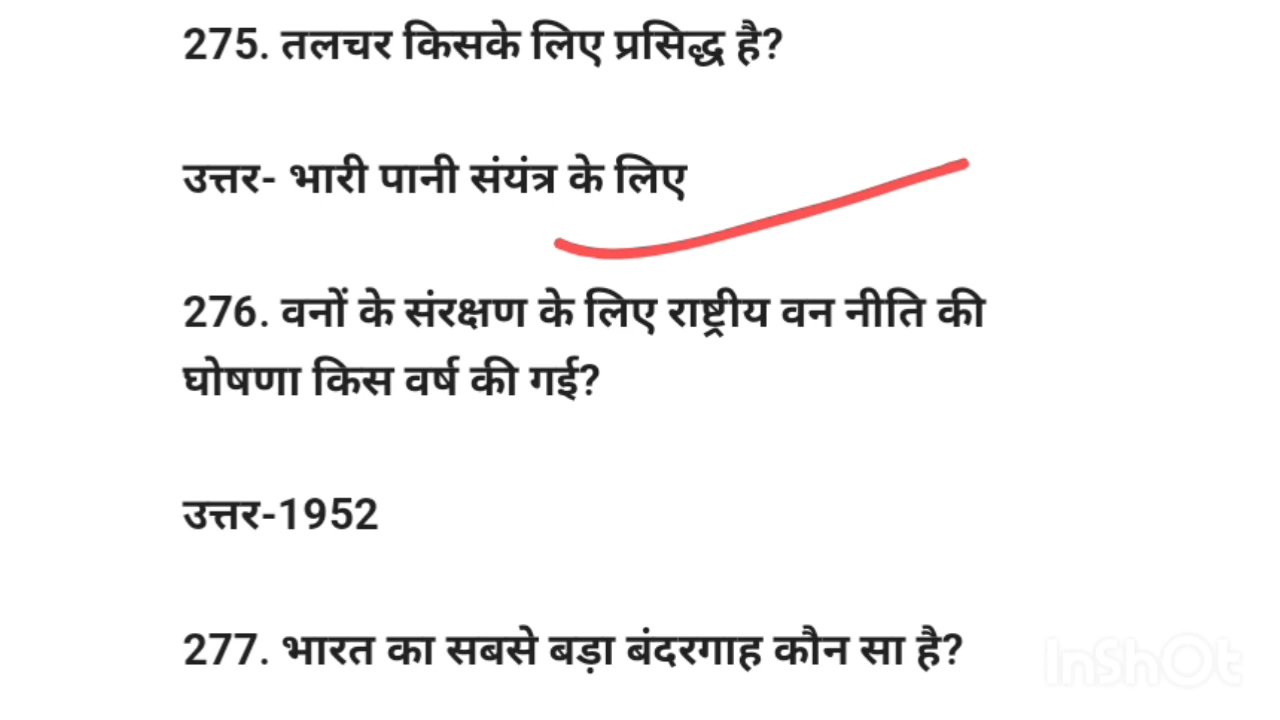 275. तलचर किसके लिए प्रसिद्ध है?
उत्तर- भारी पानी संयंत्र के लिए
276. वनों के संरक्षण के लिए राष्ट्रीय वन नीति की
घोषणा किस वर्ष की गई?
उत्तर-1952
277. भारत का सबसे बड़ा बंदरगाह कौन सा है?
InShOt